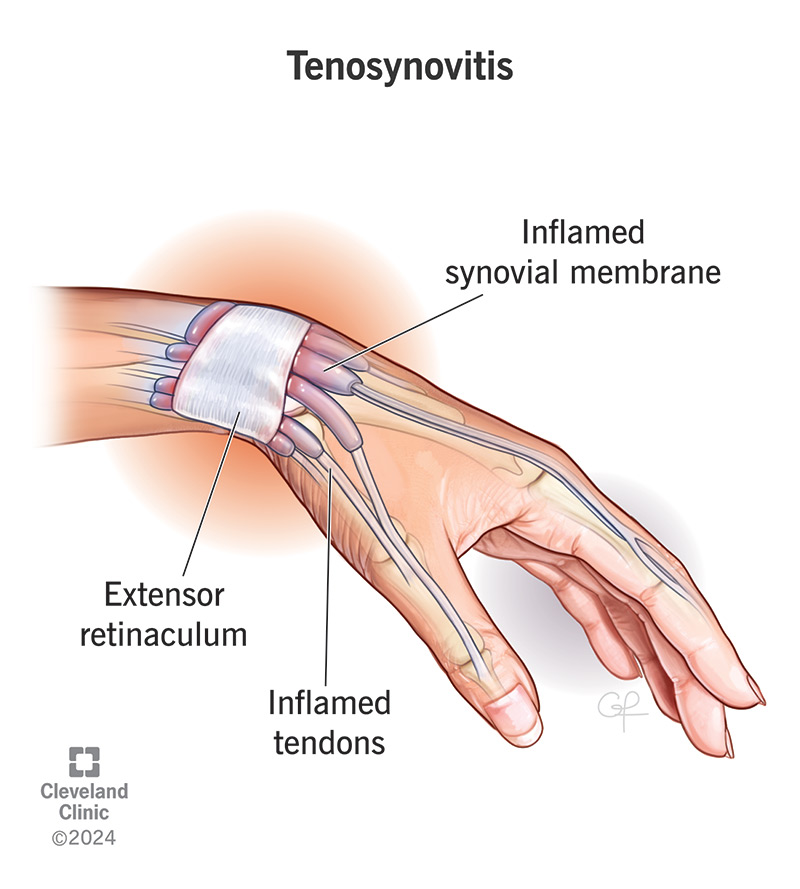 Tenosynovitis
Inflamed
synovial membrane
Extensor
retinaculum
Inflamed
tendons
Cleveland
Clinic
©2024